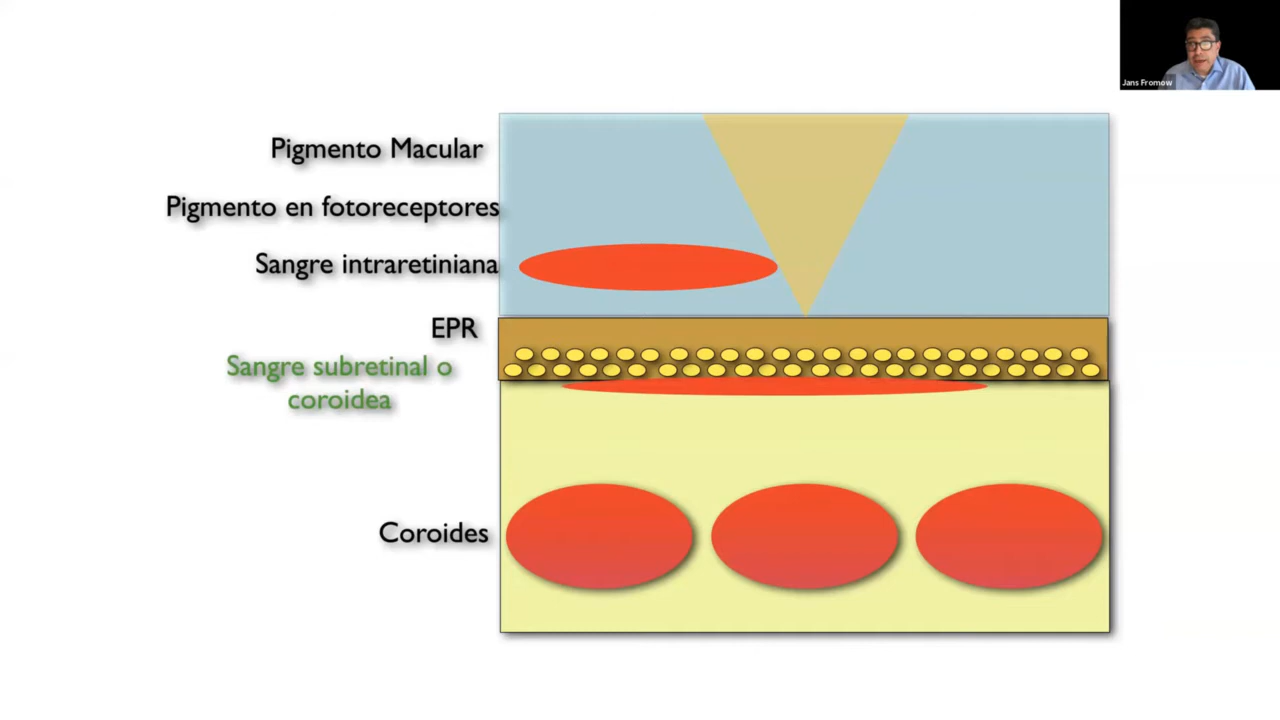 Jans Fromow
Pigmento Macular
Pigmento en fotoreceptores
Sangre intraretiniana
EPR
Sangre subretinal o
coroidea
Coroides